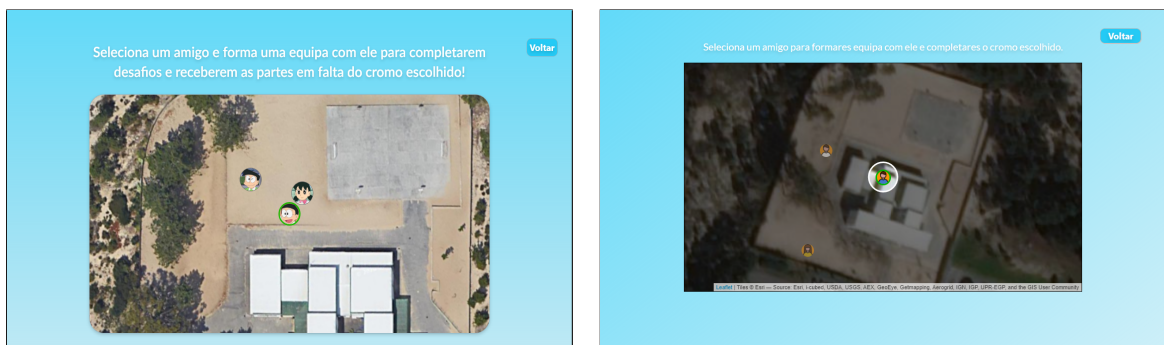 Seleciona um amigo e forma uma equipa com ele para completarem
desafios e receberem as partes em falta do cromo escolhido!
Voltar
Voltar
Seleciona um amigo para formares equipa com ele e completares o cromo escolhido.
Leaflet | Tiles © Esri — Source: Esri, i-cubed, USDA, USGS, AEX, GeoEye, Getmapping, Aerogrid, IGN, IGP, UPR-EGP, and the GIS User Community